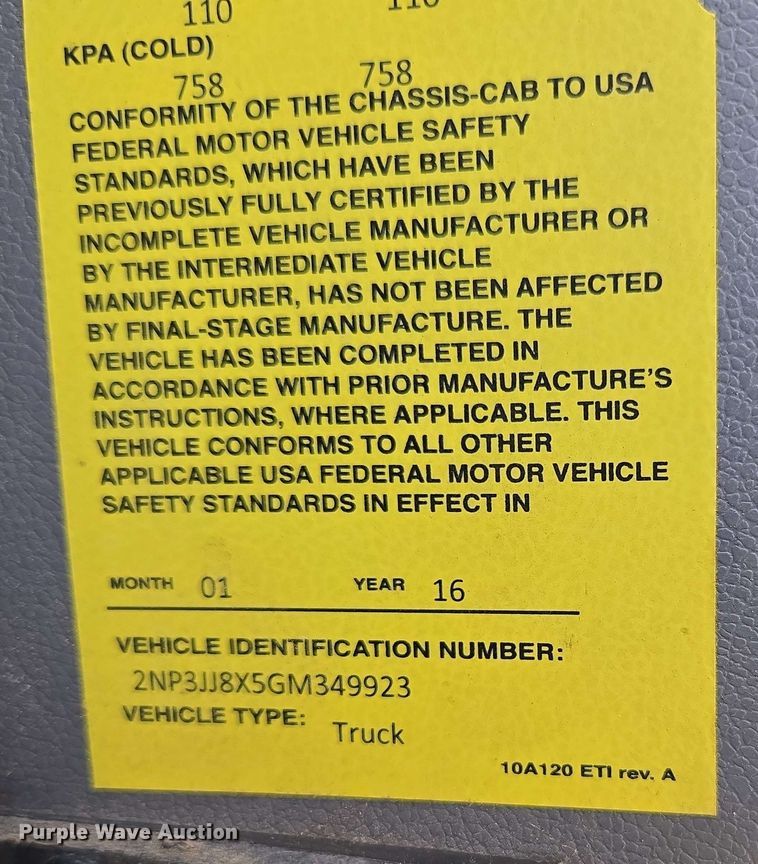 110 110
KPA (COLD)
758 758
CONFORMITY OF THE CHASSIS-CAB TO USA
FEDERAL MOTOR VEHICLE SAFETY
STANDARDS, WHICH HAVE BEEN
PREVIOUSLY FULLY CERTIFIED BY THE
INCOMPLETE VEHICLE MANUFACTURER OR
BY THE INTERMEDIATE VEHICLE
MANUFACTURER, HAS NOT BEEN AFFECTED
BY FINAL-STAGE MANUFACTURE. THE
VEHICLE HAS BEEN COMPLETED IN
ACCORDANCE WITH PRIOR MANUFACTURE'S
INSTRUCTIONS, WHERE APPLICABLE. THIS
VEHICLE CONFORMS TO ALL OTHER
APPLICABLE USA FEDERAL MOTOR VEHICLE
SAFETY STANDARDS IN EFFECT IN
MONTH 01 YEAR 16
VEHICLE IDENTIFICATION NUMBER:
2NP3JJ8X5GM349923
VEHICLE TYPE: Truck
10A120 ETI rev. A
Purple Wave Auction